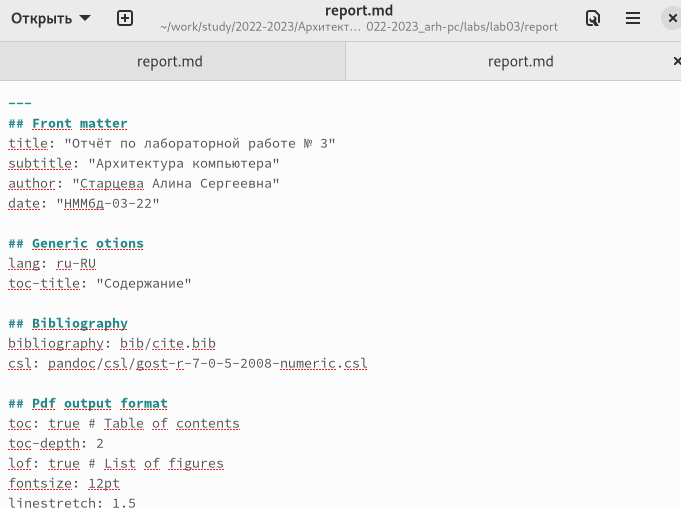 Открыть
report.md
~/work/study/2022-2023/Архитект… 022-2023_arh-pc/labs/lab03/report
report.md
report.md
---
## Front matter
title: "Отчёт по лабораторной работе № 3"
subtitle: "Архитектура компьютера"
author: "Старцева Алина Сергеевна"
date: "НММбд-03-22"
## Generic otions
lang: ru-RU
toc-title: "Содержание"
## Bibliography
bibliography: bib/cite.bib
csl: pandoc/csl/gost-r-7-0-5-2008-numeric.csl
## Pdf output format
toc: true # Table of contents
toc-depth: 2
lof: true # List of figures
fontsize: 12pt
linestretch: 1.5